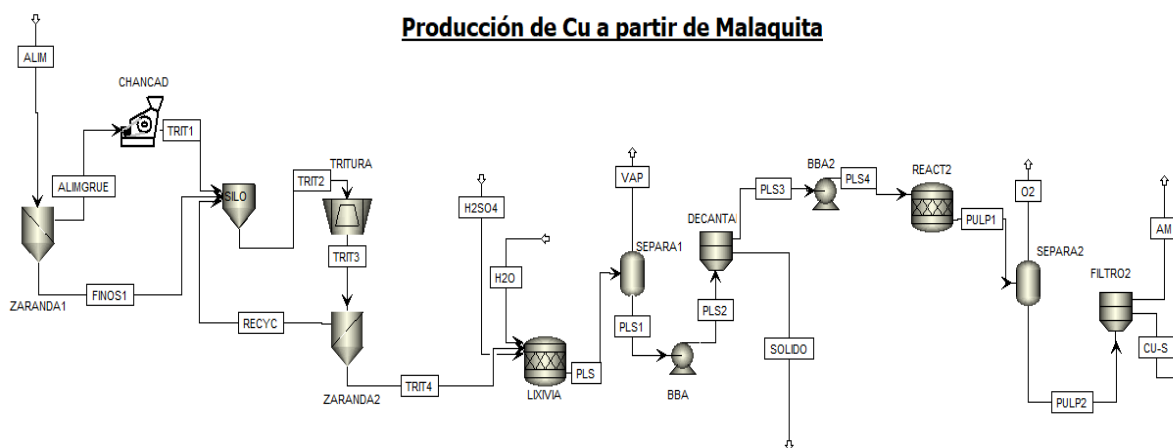 Producción de Cu a partir de Malaquita
ALIM
CHANCAD
TRIT1
ALIMGRUE
SILO
TRIT2
TRITURA
TRIT3
ZARANDA1
FINOS1
RECYC
ZARANDA2
TRIT4
H2SO4
H2O
LIXIVIA
PLS
VAP
SEPARA1
PLS1
BBA
PLS2
DECANTA
SOLIDO
PLS3
BBA2
PLS4
REACT2
PULP1
O2
SEPARA2
PULP2
FILTRO2
AM
CU-S